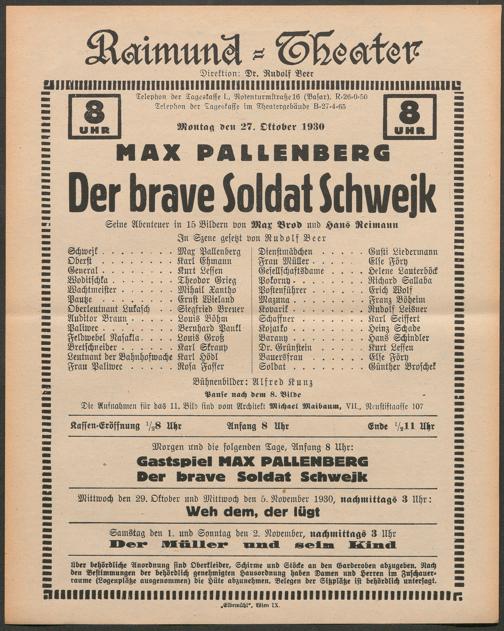 Raimund-Theater
Direktion: Dr. Rudolf Beer
Telephon der Tageskasse I., Rotenturmstraße 16 (Basar). R-26-0-50
Telephon der Tageskasse im Theatergebäude B-27-4-65
8 UHR
8 UHR
Montag den 27. Oktober 1930
MAX PALLENBERG
Der brave Soldat Schwejk
Seine Abenteuer in 15 Bildern von Max Brod und Hans Reimann
In Szene gesetzt von Rudolf Beer
Schwejk . . . . . . . . Max Pallenberg
Oberst . . . . . . . . Karl Ehmann
General . . . . . . . . Kurt Lessen
Woditschka . . . . . . Theodor Grieg
Wachtmeister . . . . . Mihail Xantho
Pautze . . . . . . . . Ernst Wieland
Oberleutnant Lukasch . . Siegfried Breuer
Auditor Braun . . . . . Louis Böhm
Paliwec . . . . . . . . Bernhard Pankl
Feldwebel Nasakla . . . Louis Groß
Bretschneider . . . . . Karl Skraup
Leutnant der Bahnhofwache Karl Hödl
Frau Paliwec . . . . . Rosa Fasser
Dienstmädchen . . . . . Gusti Liedermann
Frau Müller . . . . . . Else Föry
Gesellschaftsdame . . . Helene Lauterböck
Pokorny . . . . . . . . Richard Sallaba
Postenführer . . . . . Erich Wolf
Mazuna . . . . . . . . Franz Böheim
Kovarik . . . . . . . . Rudolf Leisner
Schaffner . . . . . . . Karl Seiffert
Kojatko . . . . . . . . Heinz Schade
Barany . . . . . . . . Hans Schindler
Dr. Grünstein . . . . . Kurt Lessen
Bauersfrau . . . . . . Else Föry
Soldat . . . . . . . . Günther Broschek
Bühnenbilder: Alfred Kunz
Pause nach dem 8. Bilde
Die Aufnahmen für das 11. Bild sind vom Architekt Michael Maibaum, VII., Neustiftgasse 107
Kassen-Eröffnung ½8 Uhr Anfang 8 Uhr Ende ½11 Uhr
Morgen und die folgenden Tage, Anfang 8 Uhr:
Gastspiel MAX PALLENBERG
Der brave Soldat Schwejk
Mittwoch den 29. Oktober und Mittwoch den 5. November 1930, nachmittags 3 Uhr:
Weh dem, der lügt
Samstag den 1. und Sonntag den 2. November, nachmittags 3 Uhr
Der Müller und sein Kind
Über behördliche Anordnung sind Oberkleider, Schirme und Stöcke an den Garderoben abzugeben. Nach
den Bestimmungen der behördlich genehmigten Hausordnung haben Damen und Herren im Zuschauer-
raume (Logenplätze ausgenommen) die Hüte abzunehmen. Belegen der Sitzplätze ist behördlich untersagt.
„Elbemühl“, Wien IX.